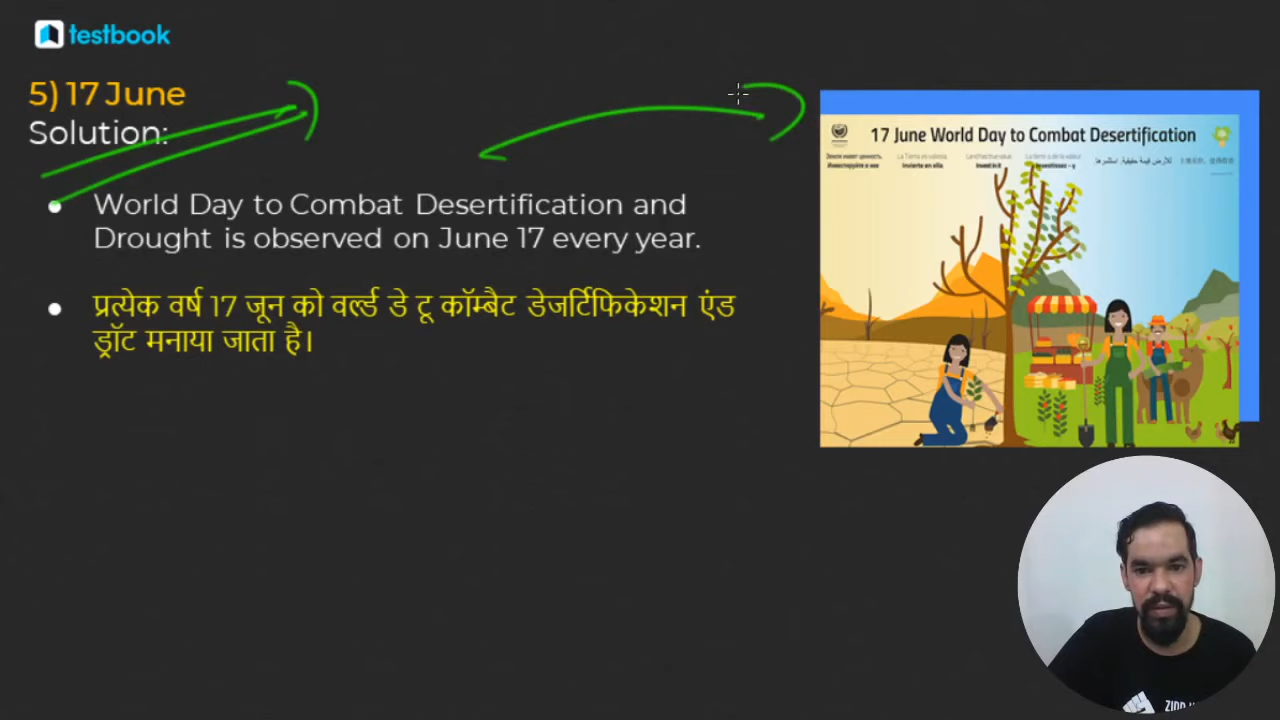 testbook
5) 17 June
Solution:
World Day to Combat Desertification and
Drought is observed on June 17 every year.
प्रत्येक वर्ष 17 जून को वर्ल्ड डे टू कॉम्बैट डेजर्टिफिकेशन एंड
ड्रॉट मनाया जाता है।
17 June World Day to Combat Desertification